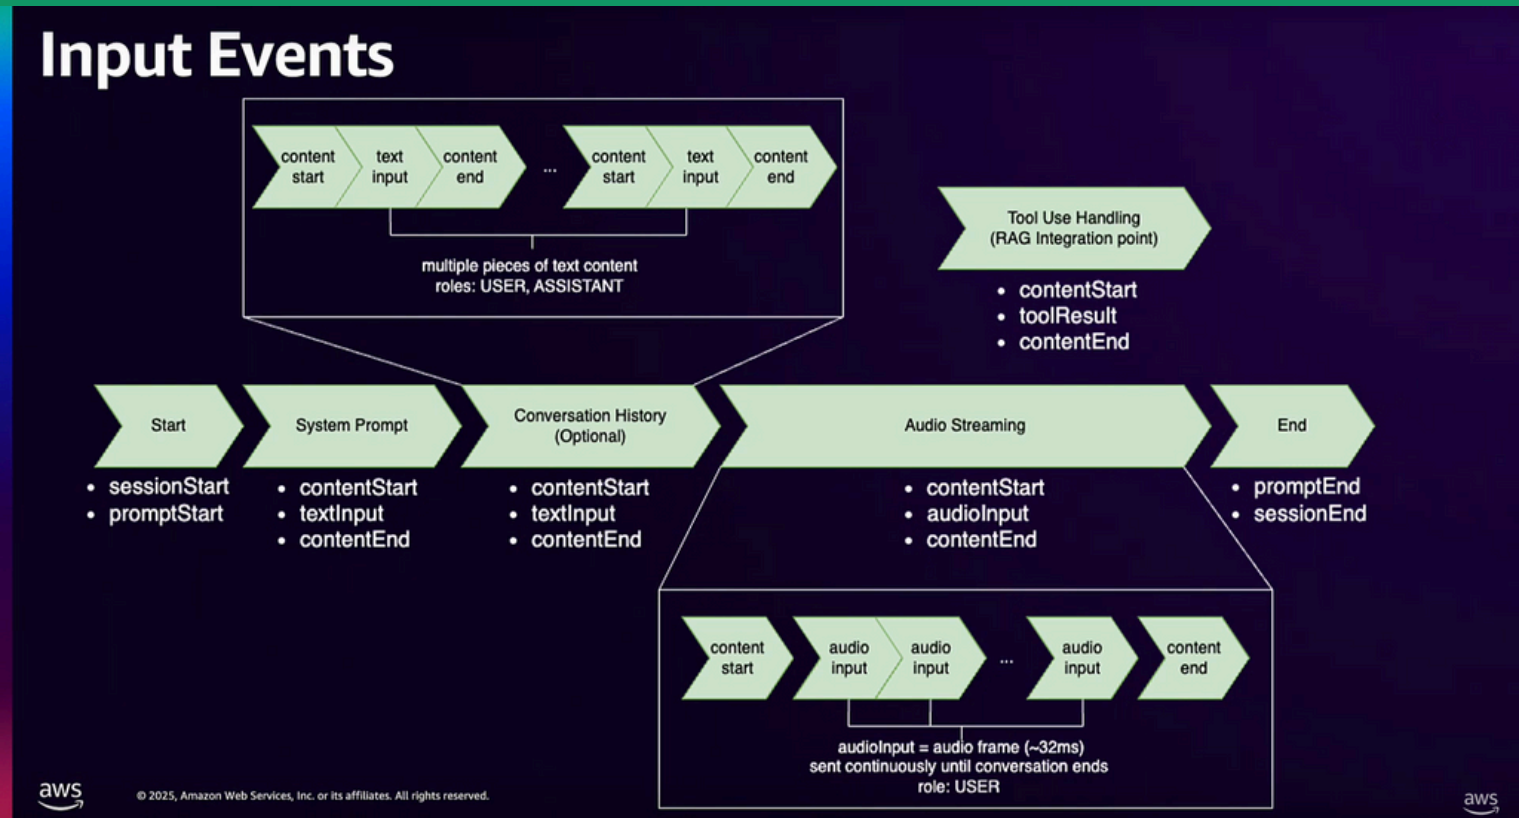 Input Events
content
start
text
input
content
end
...
content
start
text
input
content
end
multiple pieces of text content
roles: USER, ASSISTANT
Tool Use Handling
(RAG Integration point)
• contentStart
• toolResult
• contentEnd
Start
System Prompt
Conversation History
(Optional)
Audio Streaming
End
• sessionStart
• promptStart
• contentStart
• textInput
• contentEnd
• contentStart
• textInput
• contentEnd
• contentStart
• audioInput
• contentEnd
• promptEnd
• sessionEnd
content
start
audio
input
audio
input
...
audio
input
content
end
audioInput = audio frame (~32ms)
sent continuously until conversation ends
role: USER
aws
© 2025, Amazon Web Services, Inc. or its affiliates. All rights reserved.
aws